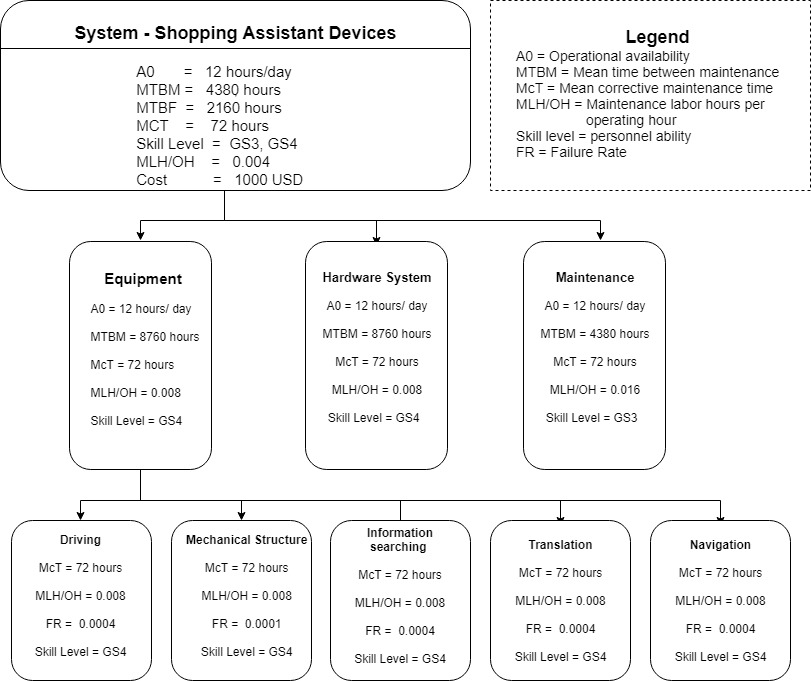 System - Shopping Assistant Devices
A0 = 12 hours/day
MTBM = 4380 hours
MTBF = 2160 hours
MCT = 72 hours
Skill Level = GS3, GS4
MLH/OH = 0.004
Cost = 1000 USD
Legend
A0 = Operational availability
MTBM = Mean time between maintenance
McT = Mean corrective maintenance time
MLH/OH = Maintenance labor hours per
operating hour
Skill level = personnel ability
FR = Failure Rate
Equipment
A0 = 12 hours/ day
MTBM = 8760 hours
McT = 72 hours
MLH/OH = 0.008
Skill Level = GS4
Hardware System
A0 = 12 hours/ day
MTBM = 8760 hours
McT = 72 hours
MLH/OH = 0.008
Skill Level = GS4
Maintenance
A0 = 12 hours/ day
MTBM = 4380 hours
McT = 72 hours
MLH/OH = 0.016
Skill Level = GS3
Driving
McT = 72 hours
MLH/OH = 0.008
FR = 0.0004
Skill Level = GS4
Mechanical Structure
McT = 72 hours
MLH/OH = 0.008
FR = 0.0001
Skill Level = GS4
Information
searching
McT = 72 hours
MLH/OH = 0.008
FR = 0.0004
Skill Level = GS4
Translation
McT = 72 hours
MLH/OH = 0.008
FR = 0.0004
Skill Level = GS4
Navigation
McT = 72 hours
MLH/OH = 0.008
FR = 0.0004
Skill Level = GS4